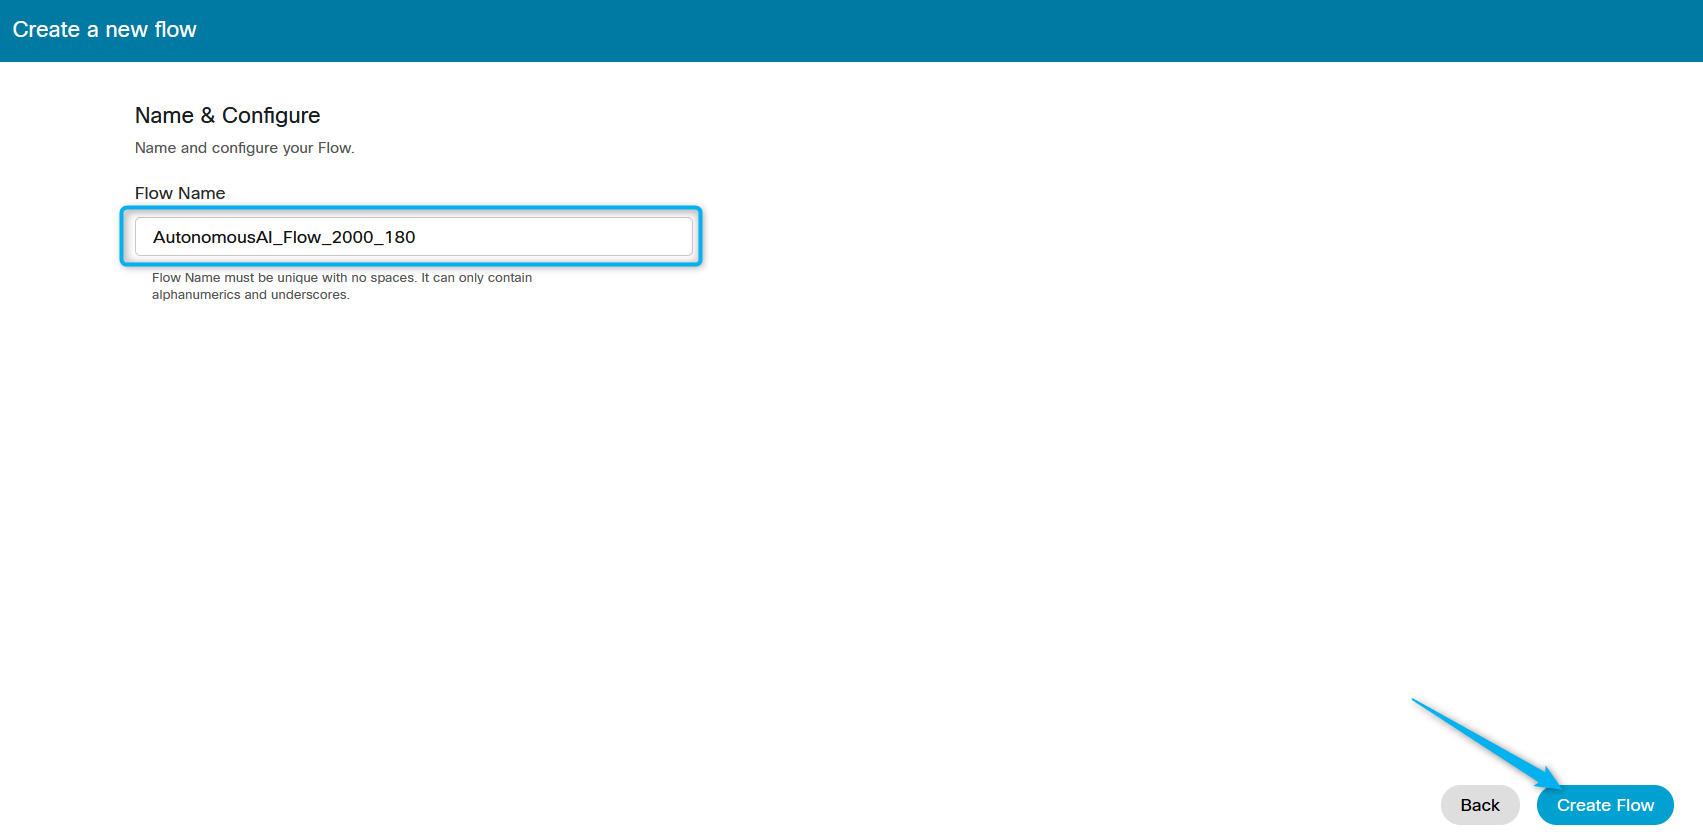 Create a new flow
Name & Configure
Name and configure your Flow.
Flow Name
AutonomousAI_Flow_2000_180
Flow Name must be unique with no spaces. It can only contain
alphanumerics and underscores.
Back
Create Flow